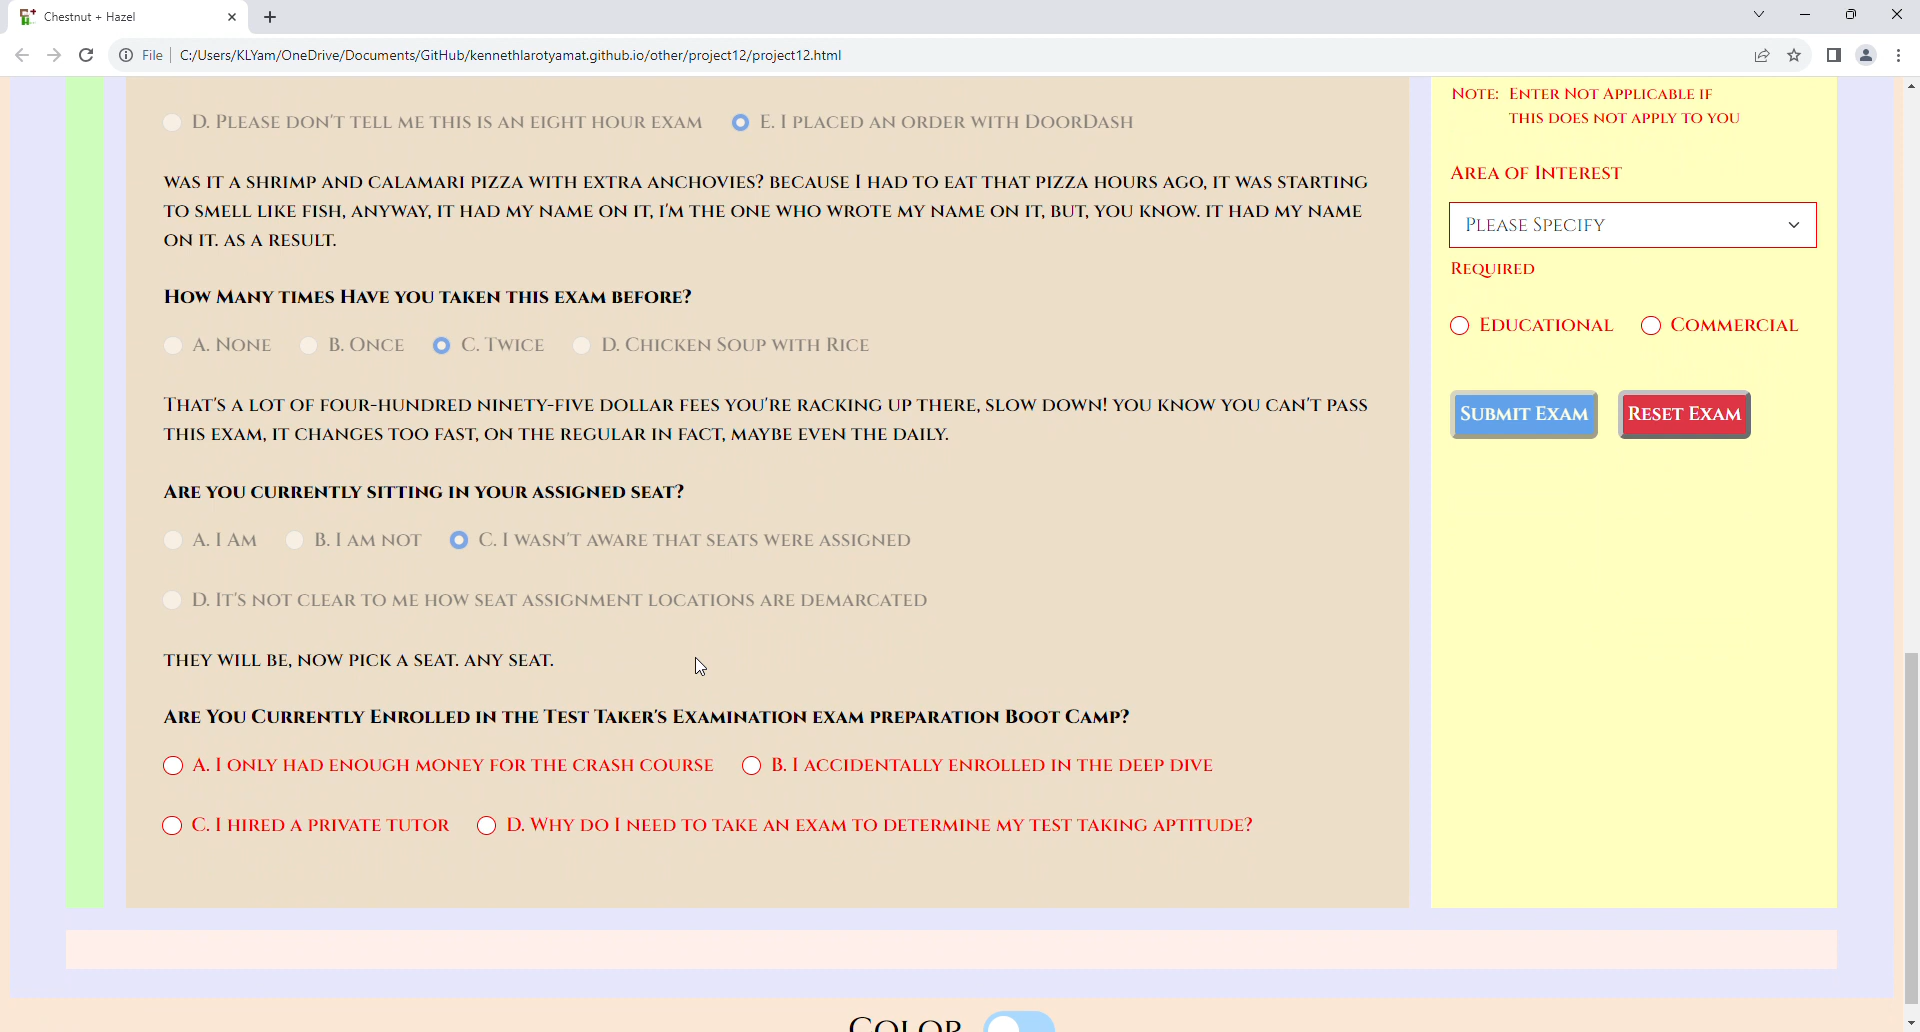 Chestnut + Hazel
File C:/Users/KLYam/OneDrive/Documents/GitHub/kennethlarotyamat.github.io/other/project12/project12.html
D. Please don't tell me this is an eight hour exam E. I placed an order with DoorDash
was it a shrimp and calamari pizza with extra anchovies? because I had to eat that pizza hours ago, it was starting
to smell like fish, anyway, it had my name on it, I'm the one who wrote my name on it, but, you know. it had my name
on it. as a result.
How Many times Have you taken this exam before?
A. None B. Once C. Twice D. Chicken Soup with Rice
That's a lot of four-hundred ninety-five dollar fees you're racking up there, slow down! you know you can't pass
this exam, it changes too fast, on the regular in fact, maybe even the daily.
Are you currently sitting in your assigned seat?
A. I Am B. I am not C. I wasn't aware that seats were assigned
D. It's not clear to me how seat assignment locations are demarcated
they will be, now pick a seat. any seat.
Are You Currently Enrolled in the Test Taker's Examination exam preparation Boot Camp?
A. I only had enough money for the crash course B. I accidentally enrolled in the deep dive
C. I hired a private tutor D. Why do I need to take an exam to determine my test taking aptitude?
Note: Enter Not Applicable if
this does not apply to you
Area of Interest
Please Specify
Required
Educational Commercial
Submit Exam Reset Exam
Color